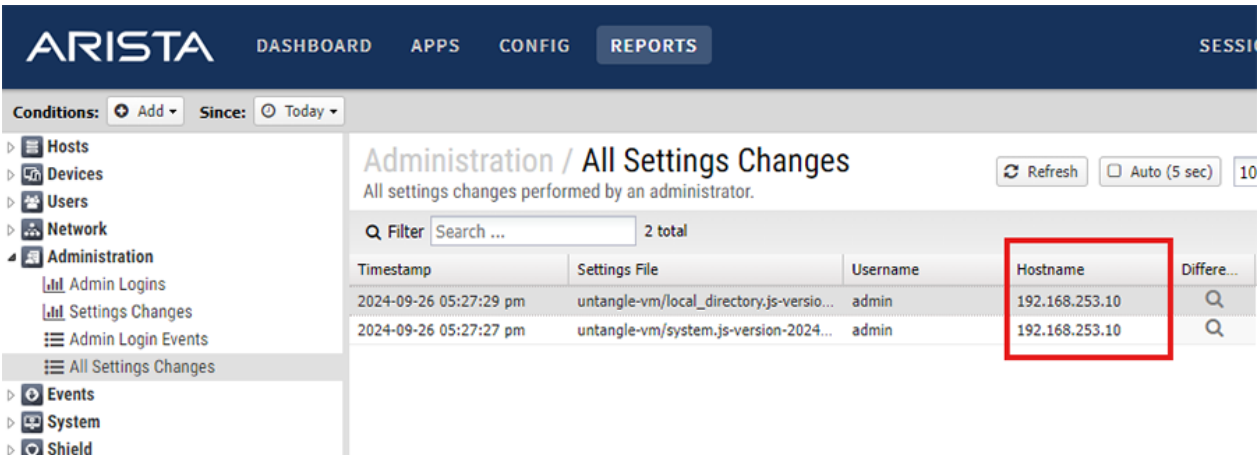 ARISTA DASHBOARD APPS CONFIG REPORTS SESSI
Conditions: Add Since: Today
Hosts
Devices
Users
Network
Administration
Admin Logins
Settings Changes
Admin Login Events
All Settings Changes
Events
System
Shield
Administration / All Settings Changes
All settings changes performed by an administrator.
Refresh Auto (5 sec) 10
Filter Search ... 2 total
Timestamp Settings File Username Hostname Differe...
2024-09-26 05:27:29 pm untangle-vm/local_directory.js-versio... admin 192.168.253.10
2024-09-26 05:27:27 pm untangle-vm/system.js-version-2024... admin 192.168.253.10